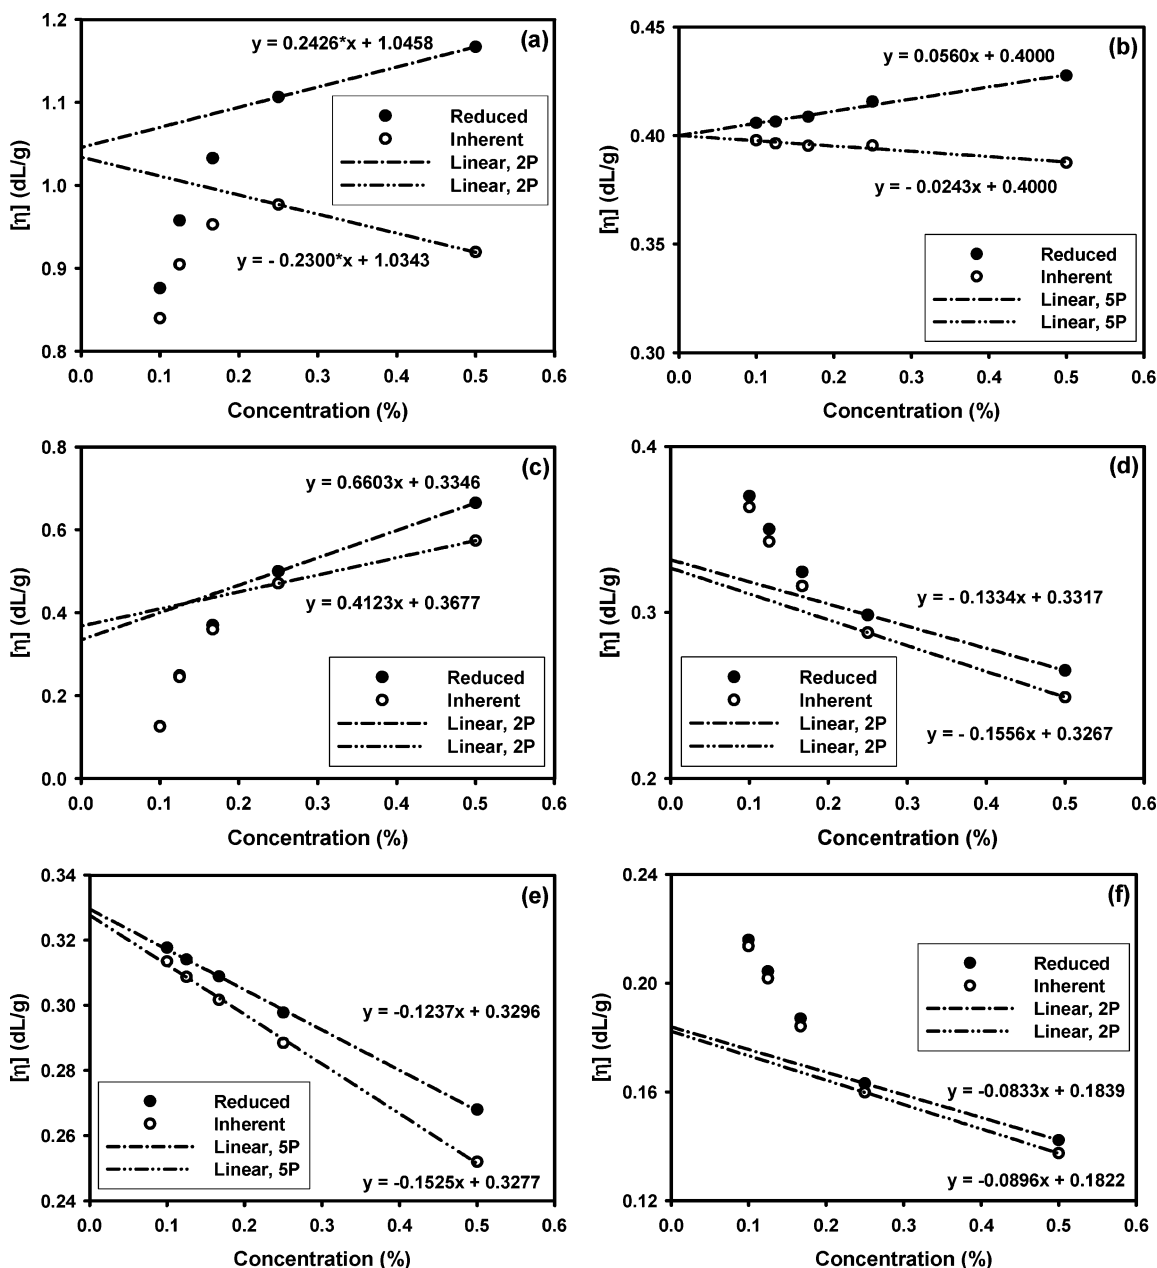 (a)
y = 0.2426*x + 1.0458
Reduced
Inherent
Linear, 2P
Linear, 2P
y = - 0.2300*x + 1.0343
[η] (dL/g)
1.2
1.1
1.0
0.9
0.8
0.0 0.1 0.2 0.3 0.4 0.5 0.6
Concentration (%)
(b)
y = 0.0560x + 0.4000
y = - 0.0243x + 0.4000
Reduced
Inherent
Linear, 5P
Linear, 5P
[η] (dL/g)
0.45
0.40
0.35
0.30
0.0 0.1 0.2 0.3 0.4 0.5 0.6
Concentration (%)
(c)
y = 0.6603x + 0.3346
y = 0.4123x + 0.3677
Reduced
Inherent
Linear, 2P
Linear, 2P
[η] (dL/g)
0.8
0.6
0.4
0.2
0.0
0.0 0.1 0.2 0.3 0.4 0.5 0.6
Concentration (%)
(d)
y = - 0.1334x + 0.3317
Reduced
Inherent
Linear, 2P
Linear, 2P
y = - 0.1556x + 0.3267
[η] (dL/g)
0.4
0.3
0.2
0.0 0.1 0.2 0.3 0.4 0.5 0.6
Concentration (%)
(e)
y = -0.1237x + 0.3296
Reduced
Inherent
Linear, 5P
Linear, 5P
y = -0.1525x + 0.3277
[η] (dL/g)
0.34
0.32
0.30
0.28
0.26
0.24
0.0 0.1 0.2 0.3 0.4 0.5 0.6
Concentration (%)
(f)
Reduced
Inherent
Linear, 2P
Linear, 2P
y = -0.0833x + 0.1839
y = -0.0896x + 0.1822
[η] (dL/g)
0.24
0.20
0.16
0.12
0.0 0.1 0.2 0.3 0.4 0.5 0.6
Concentration (%)